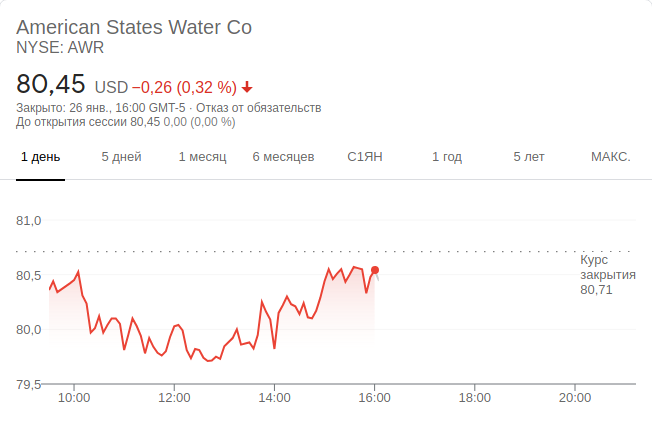 American States Water Co
NYSE: AWR
80,45 USD −0,26 (0,32 %)
Закрыто: 26 янв., 16:00 GMT-5 · Отказ от обязательств
До открытия сессии 80,45 0,00 (0,00 %)
1 день 5 дней 1 месяц 6 месяцев С1ЯН 1 год 5 лет МАКС.
81,0
Курс
закрытия
80,71
80,5
80,0
79,5
10:00 12:00 14:00 16:00 18:00 20:00